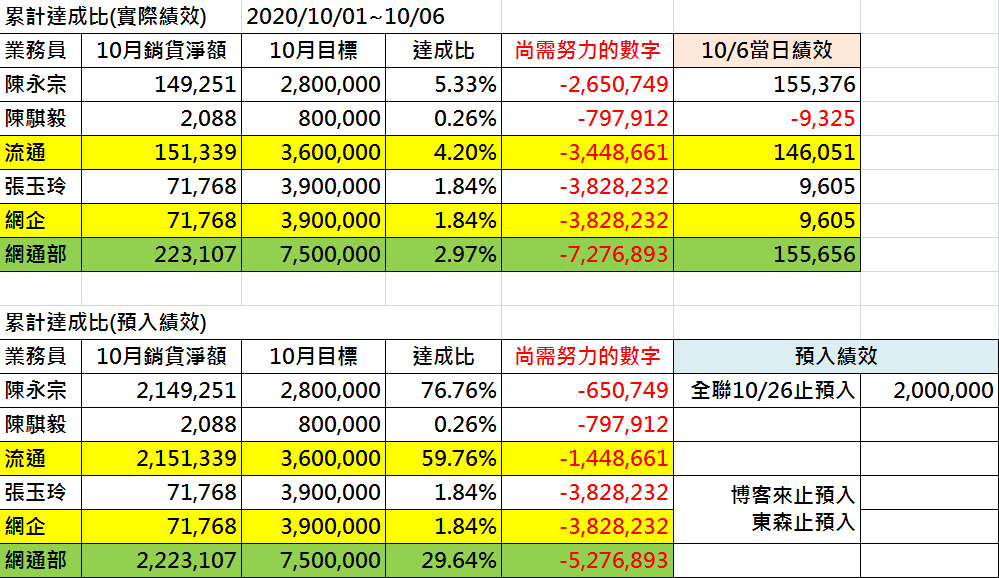 累計達成比(實際績效) 2020/10/01~10/06
業務員 10月銷貨淨額 10月目標 達成比 尚需努力的數字 10/6當日績效
陳永宗 149,251 2,800,000 5.33% -2,650,749 155,376
陳騏毅 2,088 800,000 0.26% -797,912 -9,325
流通 151,339 3,600,000 4.20% -3,448,661 146,051
張玉玲 71,768 3,900,000 1.84% -3,828,232 9,605
網企 71,768 3,900,000 1.84% -3,828,232 9,605
網通部 223,107 7,500,000 2.97% -7,276,893 155,656
累計達成比(預入績效)
業務員 10月銷貨淨額 10月目標 達成比 尚需努力的數字 預入績效
陳永宗 2,149,251 2,800,000 76.76% -650,749 全聯10/26止預入 2,000,000
陳騏毅 2,088 800,000 0.26% -797,912
流通 2,151,339 3,600,000 59.76% -1,448,661
張玉玲 71,768 3,900,000 1.84% -3,828,232 博客來止預入
網企 71,768 3,900,000 1.84% -3,828,232 東森止預入
網通部 2,223,107 7,500,000 29.64% -5,276,893